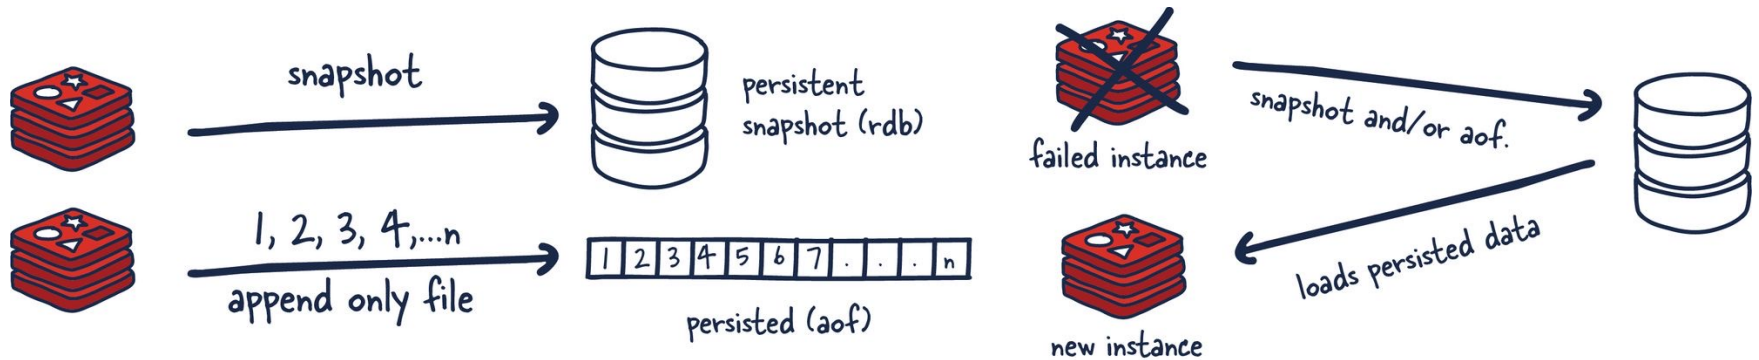 snapshot
persistent
snapshot (rdb)
1, 2, 3, 4,...n
append only file
1 2 3 4 5 6 7 . . . n
persisted (aof)
failed instance
snapshot and/or aof.
loads persisted data
new instance